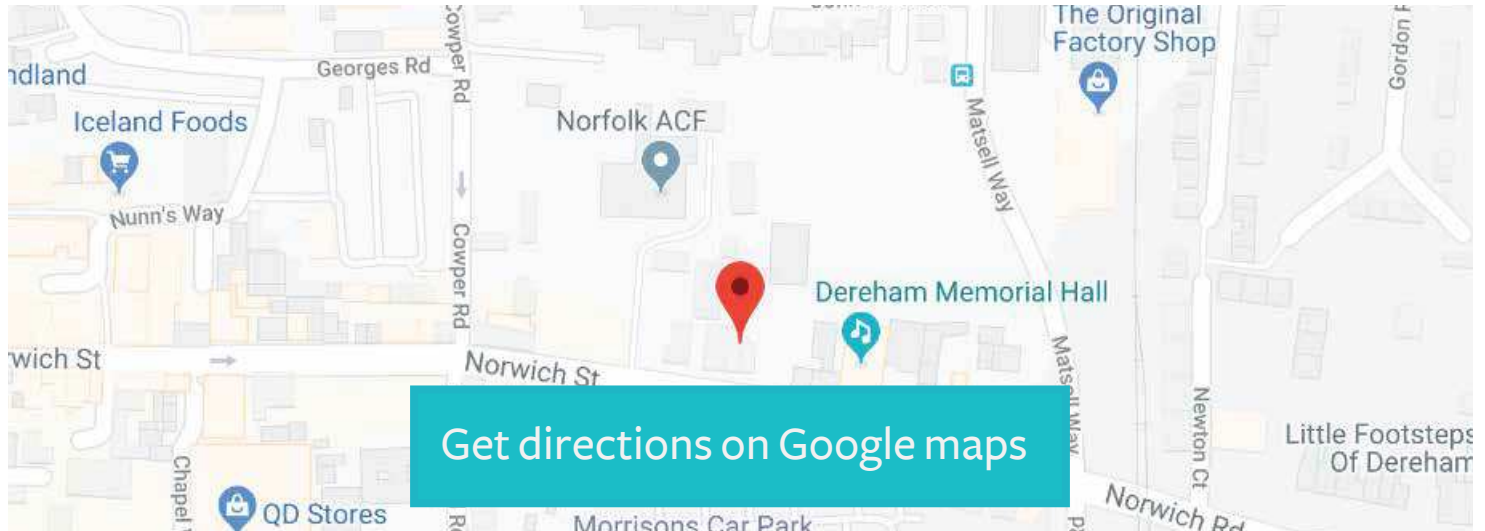 The Original
Factory Shop
Gordon
Cowper Rd
Georges Rd
Iceland Foods
Norfolk ACF
Matsell Way
Nunn's Way
Cowper Rd
Dereham Memorial Hall
St
Norwich St
Matsell Way
Newton Ct
Get directions on Google maps
Little Footsteps
Of Dereham
Chapel
QD Stores
Norwich Rd
Morrisons Car Park